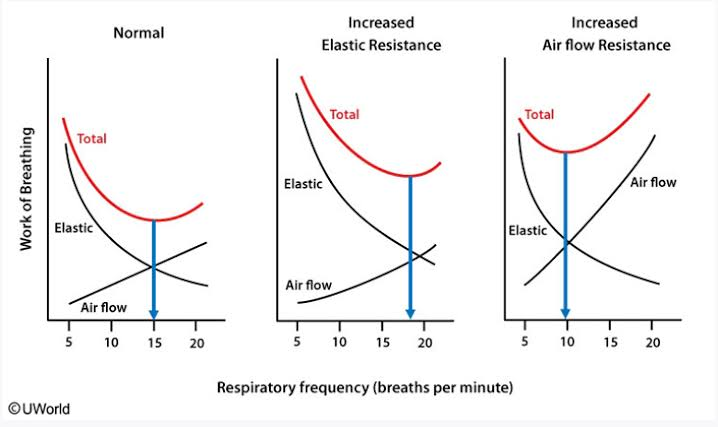 Normal
Increased
Elastic Resistance
Increased
Air flow Resistance
Work of Breathing
Total
Elastic
Air flow
5 10 15 20
Total
Elastic
Air flow
5 10 15 20
Total
Elastic
Air flow
5 10 15 20
Respiratory frequency (breaths per minute)
©UWorld